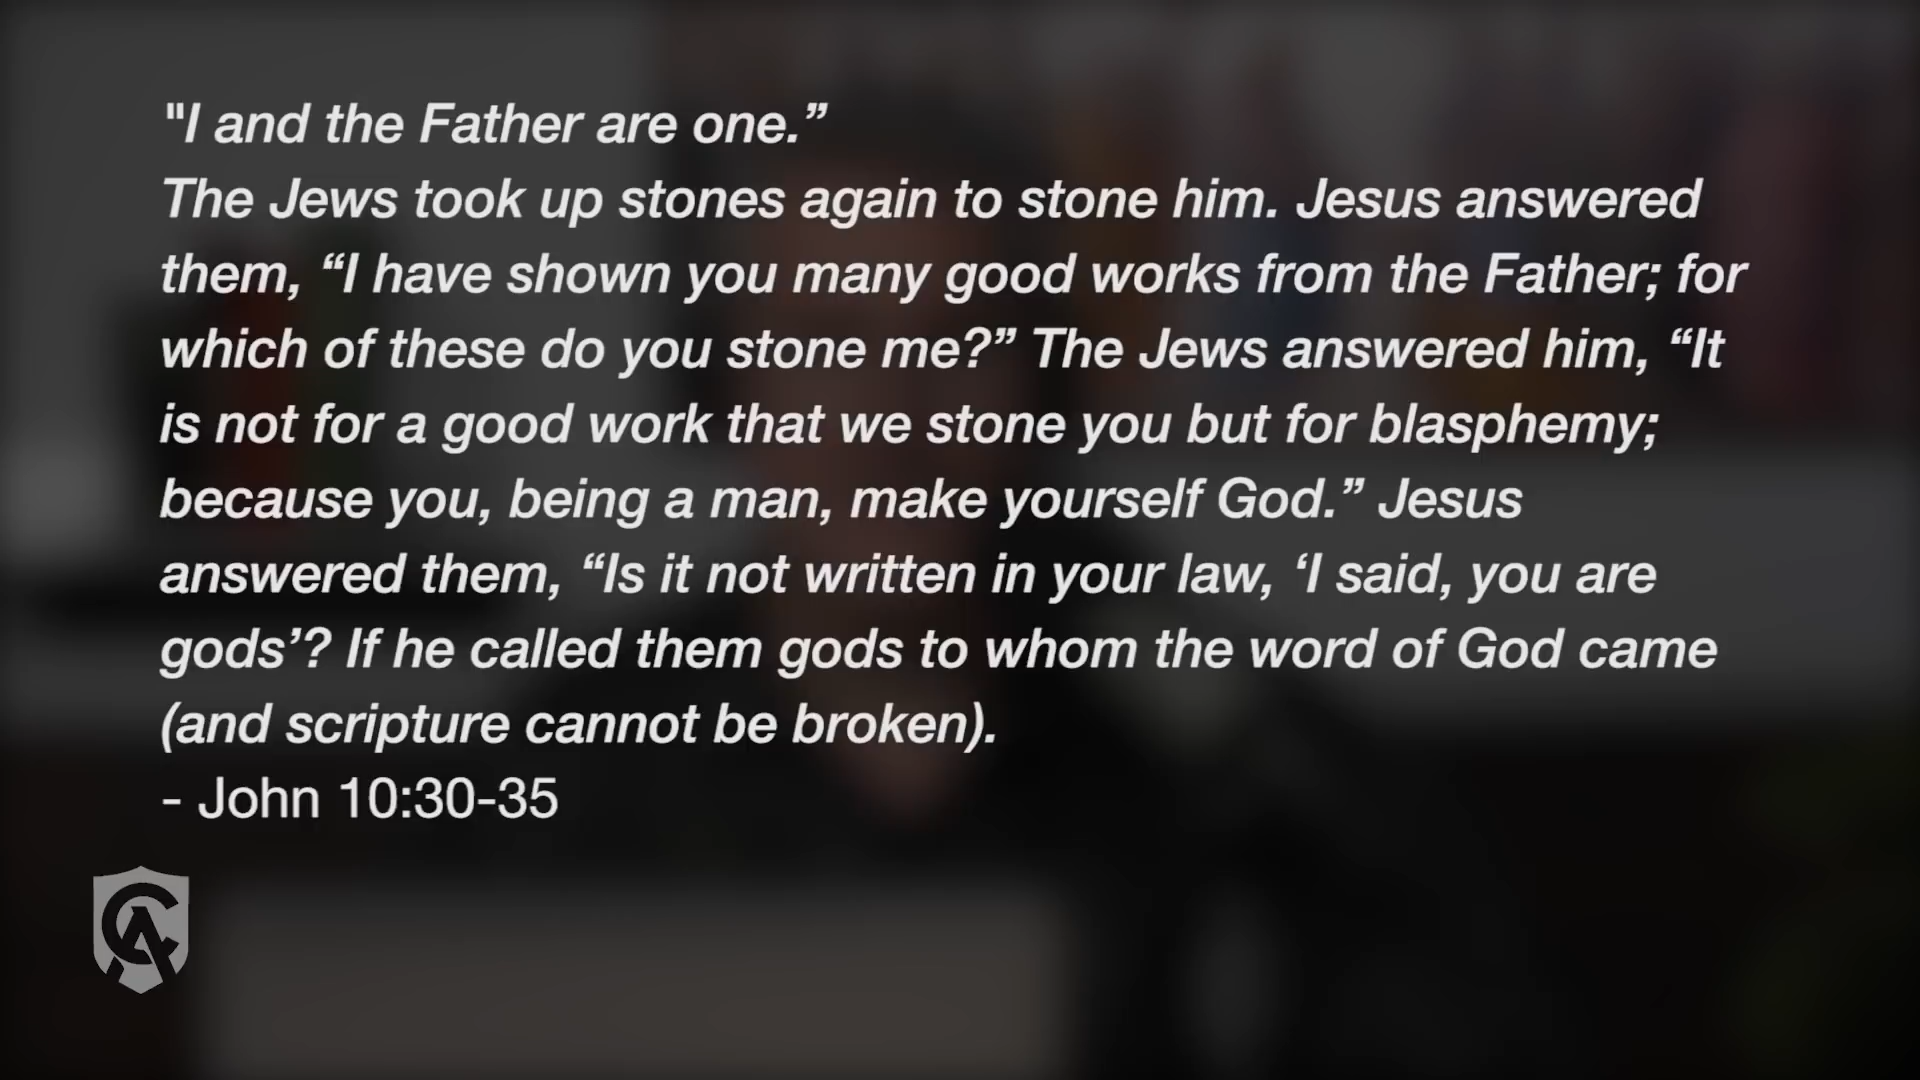 "I and the Father are one.”
The Jews took up stones again to stone him. Jesus answered
them, “I have shown you many good works from the Father; for
which of these do you stone me?” The Jews answered him, “It
is not for a good work that we stone you but for blasphemy;
because you, being a man, make yourself God.” Jesus
answered them, “Is it not written in your law, ‘I said, you are
gods’? If he called them gods to whom the word of God came
(and scripture cannot be broken).
- John 10:30-35
CA